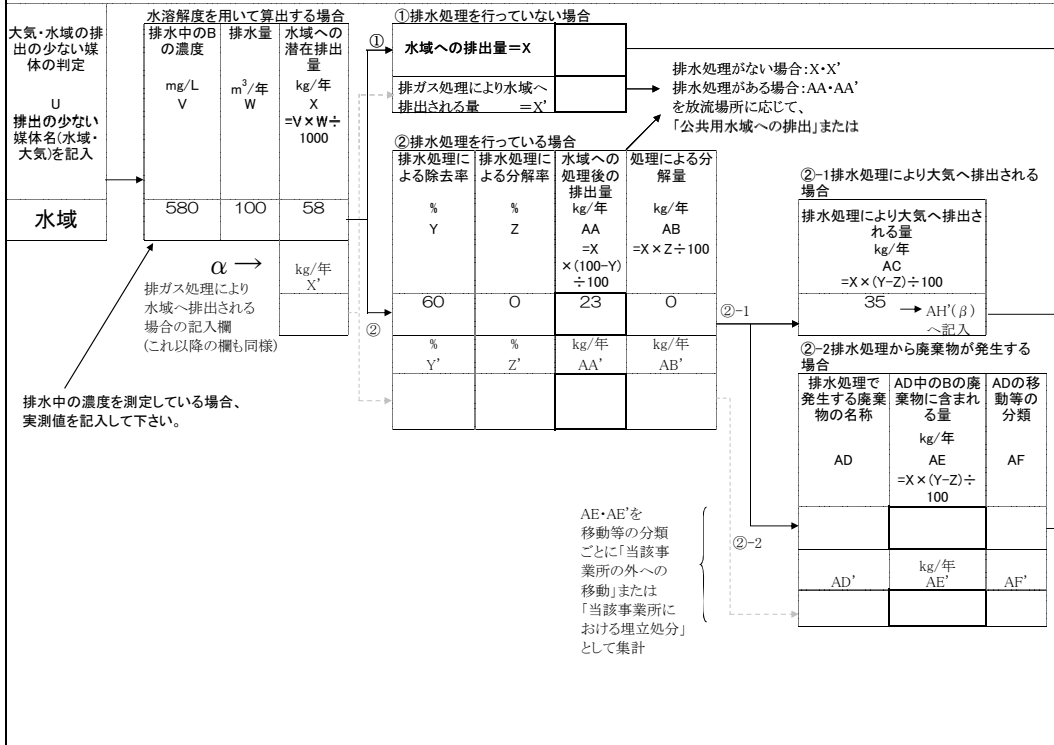 大気・水域の排
出の少ない媒
体の判定
U
排出の少ない
媒体名(水域・
大気)を記入
水域
水溶解度を用いて算出する場合
排水中のB
の濃度
mg/L
V
580
排水量
m³/年
W
100
水域への
潜在排出
量
kg/年
X
=V×W÷
1000
58
α →
kg/年
X'
排ガス処理により
水域へ排出される
場合の記入欄
(これ以降の欄も同様)
排水中の濃度を測定している場合、
実測値を記入して下さい。
①
②
①排水処理を行っていない場合
水域への排出量=X
排ガス処理により水域へ
排出される量 =X'
排水処理がない場合:X・X'
排水処理がある場合:AA・AA'
を放流場所に応じて、
「公共用水域への排出」または
②排水処理を行っている場合
排水処理に
よる除去率
%
Y
60
%
Y'
排水処理に
よる分解率
%
Z
0
%
Z'
水域への
処理後の
排出量
kg/年
AA
=X
×(100-Y)
÷100
23
kg/年
AA'
処理による分
解量
kg/年
AB
=X×Z÷100
0
kg/年
AB'
②-1
②-2
②-1排水処理により大気へ排出される
場合
排水処理により大気へ排出さ
れる量
kg/年
AC
=X×(Y-Z)÷100
35
→ AH'(β)
へ記入
②-2排水処理から廃棄物が発生する
場合
排水処理で
発生する廃棄
物の名称
AD
AD'
AD中のBの廃
棄物に含まれ
る量
kg/年
AE
=X×(Y-Z)÷
100
kg/年
AE'
ADの移
動等の
分類
AF
AF'
AE・AE'を
移動等の分類
ごとに「当該事
業所の外への
移動」または
「当該事業所に
おける埋立処分」
として集計